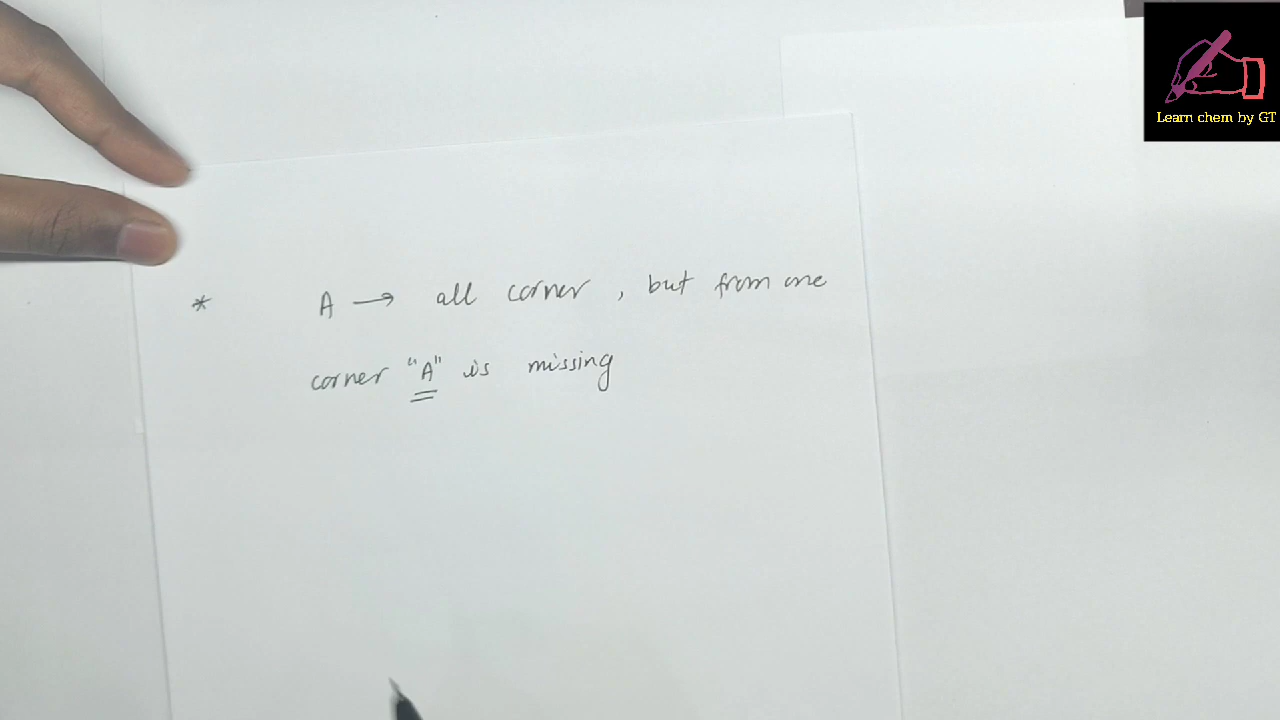 Learn chem by GT
* A → all corner, but from one
corner "A" is missing